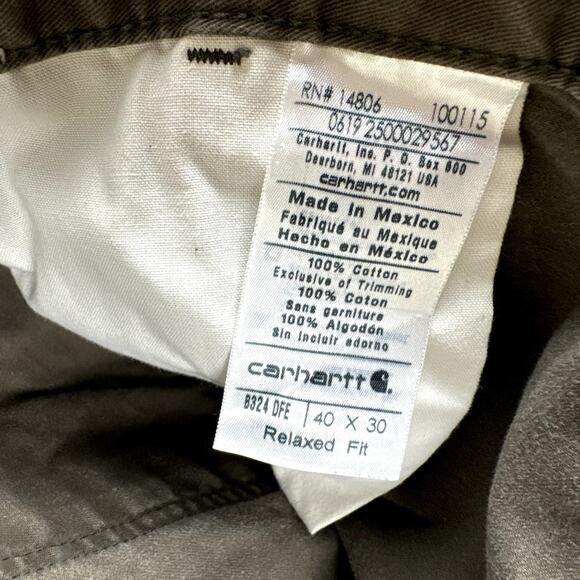 RN# 14806 100115
0619 2500029567
Carhartt, Inc. P. O. Box 600
Dearborn, MI 48121 USA
carhartt.com
Made in Mexico
Fabriqué au Mexique
Hecho en México
100% Cotton
Exclusive of Trimming
100% Coton
Sans garniture
100% Algodón
Sin incluir adorno
carhartt
B324 DFE | 40 X 30
Relaxed Fit